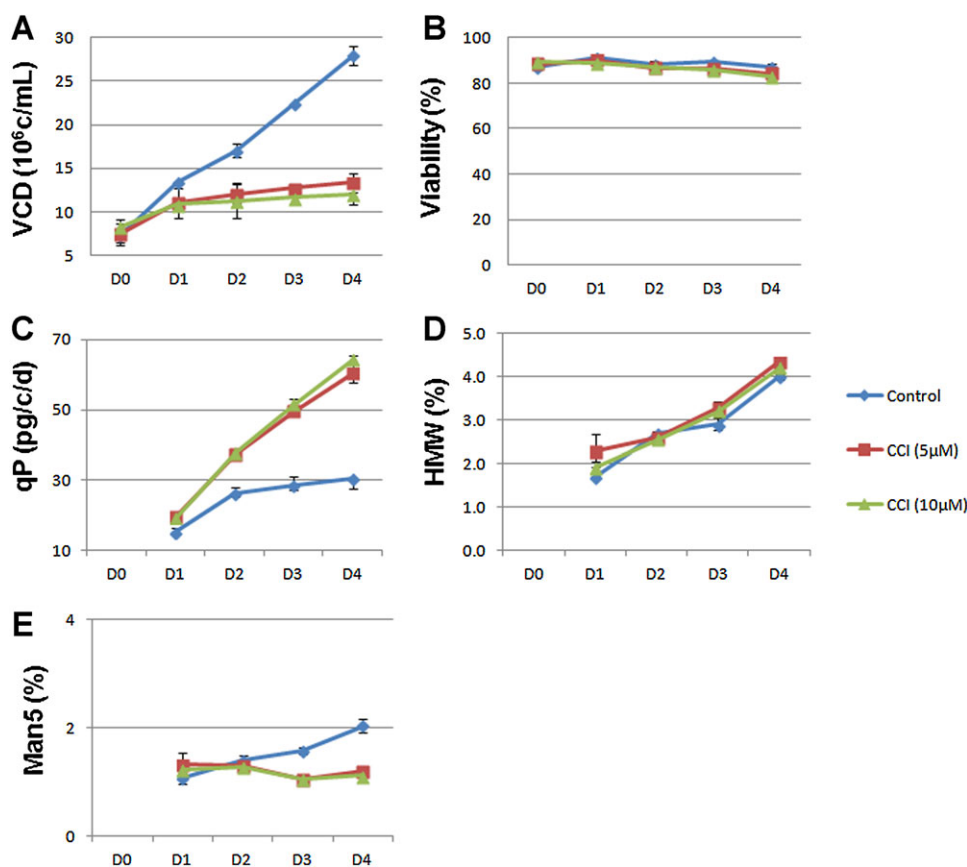 A
VCD (10⁶c/mL)
30
25
20
15
10
5
D0 D1 D2 D3 D4
B
Viability (%)
100
80
60
40
20
0
D0 D1 D2 D3 D4
C
qP (pg/c/d)
70
50
30
10
D0 D1 D2 D3 D4
D
HMW (%)
5.0
4.0
3.0
2.0
1.0
0.0
D0 D1 D2 D3 D4
Control
CCI (5µM)
CCI (10µM)
E
Man5 (%)
4
2
0
D0 D1 D2 D3 D4